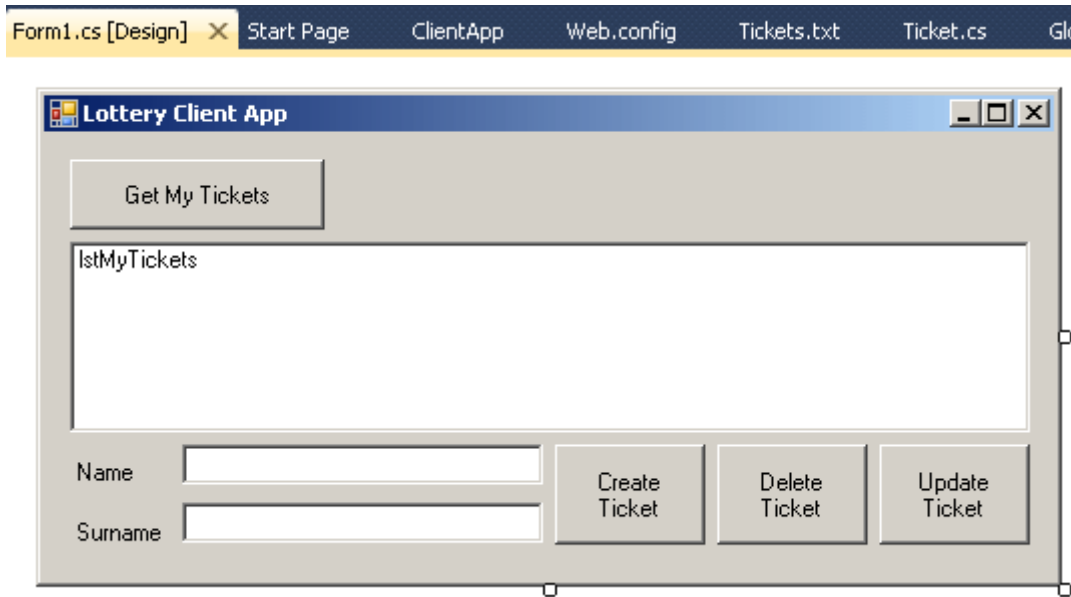 Form1.cs [Design] Start Page ClientApp Web.config Tickets.txt Ticket.cs
Lottery Client App
Get My Tickets
lstMyTickets
Name
Surname
Create
Ticket
Delete
Ticket
Update
Ticket